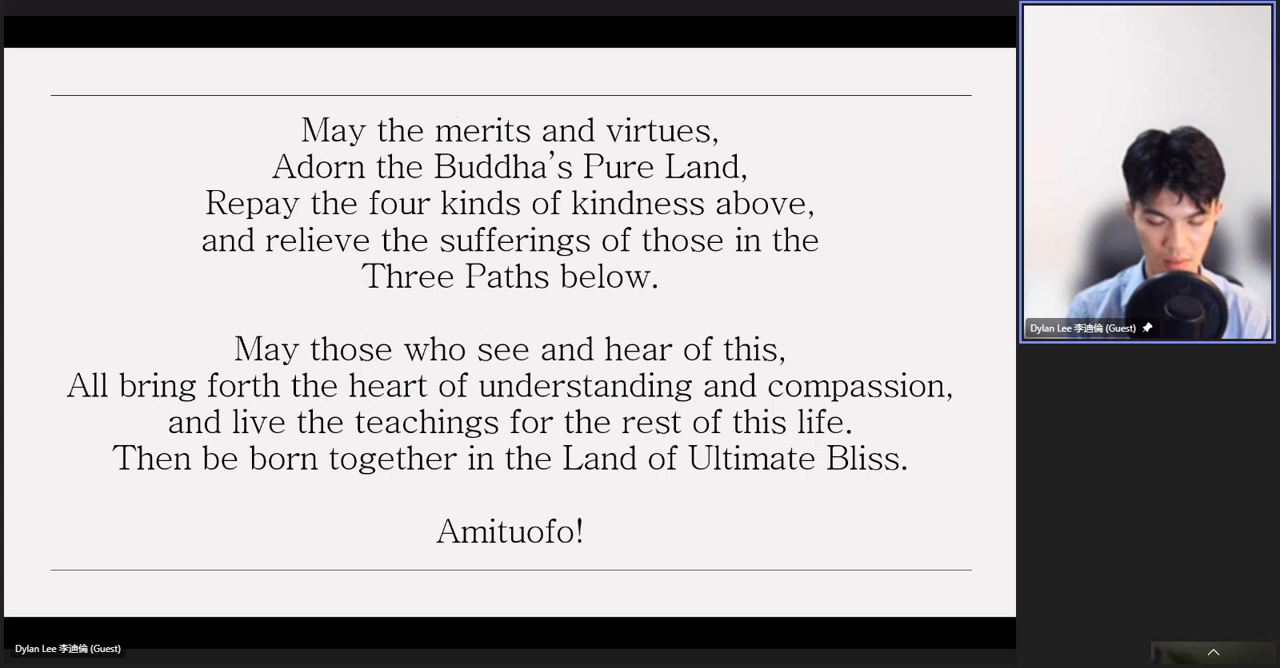 May the merits and virtues,
Adorn the Buddha’s Pure Land,
Repay the four kinds of kindness above,
and relieve the sufferings of those in the
Three Paths below.
May those who see and hear of this,
All bring forth the heart of understanding and compassion,
and live the teachings for the rest of this life.
Then be born together in the Land of Ultimate Bliss.
Amituofo!
Dylan Lee 李迪倫 (Guest)
Dylan Lee 李迪倫 (Guest)